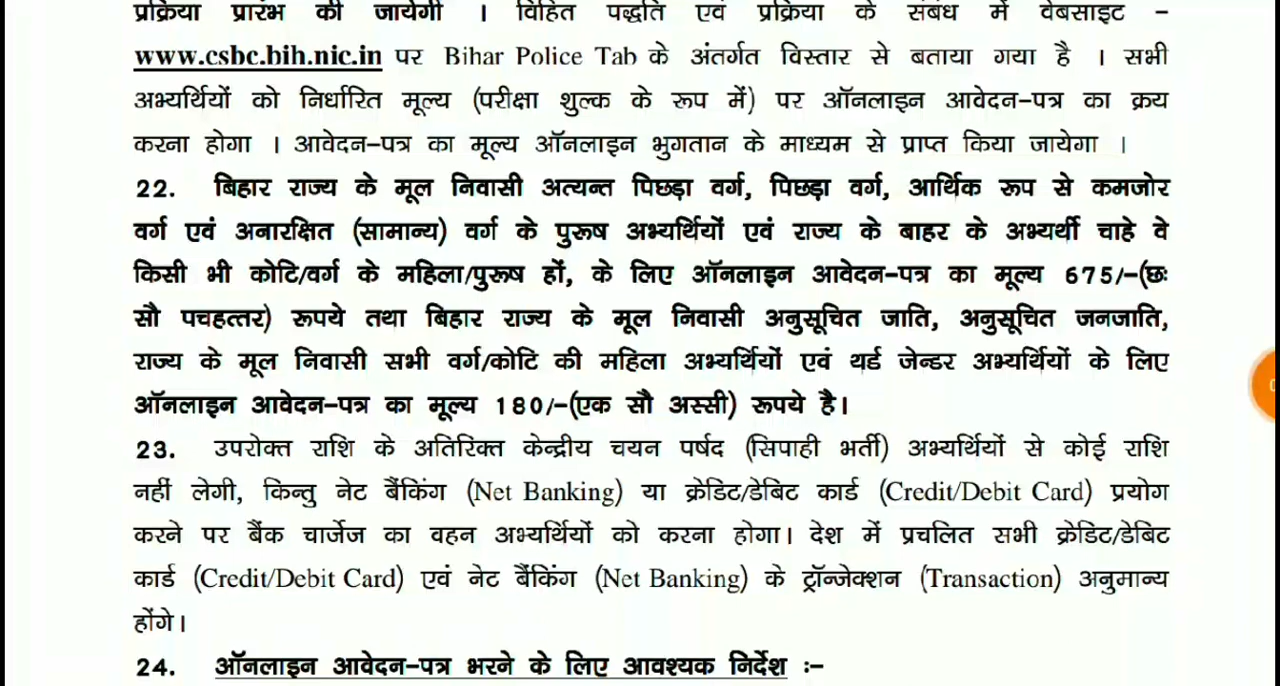 प्रक्रिया प्रारंभ की जायेगी । विहित पद्धति एवं प्रक्रिया के संबंध में वेबसाइट –
www.csbc.bih.nic.in पर Bihar Police Tab के अंतर्गत विस्तार से बताया गया है । सभी
अभ्यर्थियों को निर्धारित मूल्य (परीक्षा शुल्क के रूप में) पर ऑनलाइन आवेदन–पत्र का क्रय
करना होगा । आवेदन–पत्र का मूल्य ऑनलाइन भुगतान के माध्यम से प्राप्त किया जायेगा ।
22. बिहार राज्य के मूल निवासी अत्यन्त पिछड़ा वर्ग, पिछड़ा वर्ग, आर्थिक रूप से कमजोर
वर्ग एवं अनारक्षित (सामान्य) वर्ग के पुरूष अभ्यर्थियों एवं राज्य के बाहर के अभ्यर्थी चाहे वे
किसी भी कोटि/वर्ग के महिला/पुरूष हों, के लिए ऑनलाइन आवेदन–पत्र का मूल्य 675/–(छः
सौ पचहत्तर) रूपये तथा बिहार राज्य के मूल निवासी अनुसूचित जाति, अनुसूचित जनजाति,
राज्य के मूल निवासी सभी वर्ग/कोटि की महिला अभ्यर्थियों एवं थर्ड जेन्डर अभ्यर्थियों के लिए
ऑनलाइन आवेदन–पत्र का मूल्य 180/–(एक सौ अस्सी) रूपये है।
23. उपरोक्त राशि के अतिरिक्त केन्द्रीय चयन पर्षद (सिपाही भर्ती) अभ्यर्थियों से कोई राशि
नहीं लेगी, किन्तु नेट बैंकिंग (Net Banking) या क्रेडिट/डेबिट कार्ड (Credit/Debit Card) प्रयोग
करने पर बैंक चार्जेज का वहन अभ्यर्थियों को करना होगा। देश में प्रचलित सभी क्रेडिट/डेबिट
कार्ड (Credit/Debit Card) एवं नेट बैंकिंग (Net Banking) के ट्रॉन्जेक्शन (Transaction) अनुमान्य
होंगे।
24. ऑनलाइन आवेदन–पत्र भरने के लिए आवश्यक निर्देश :–